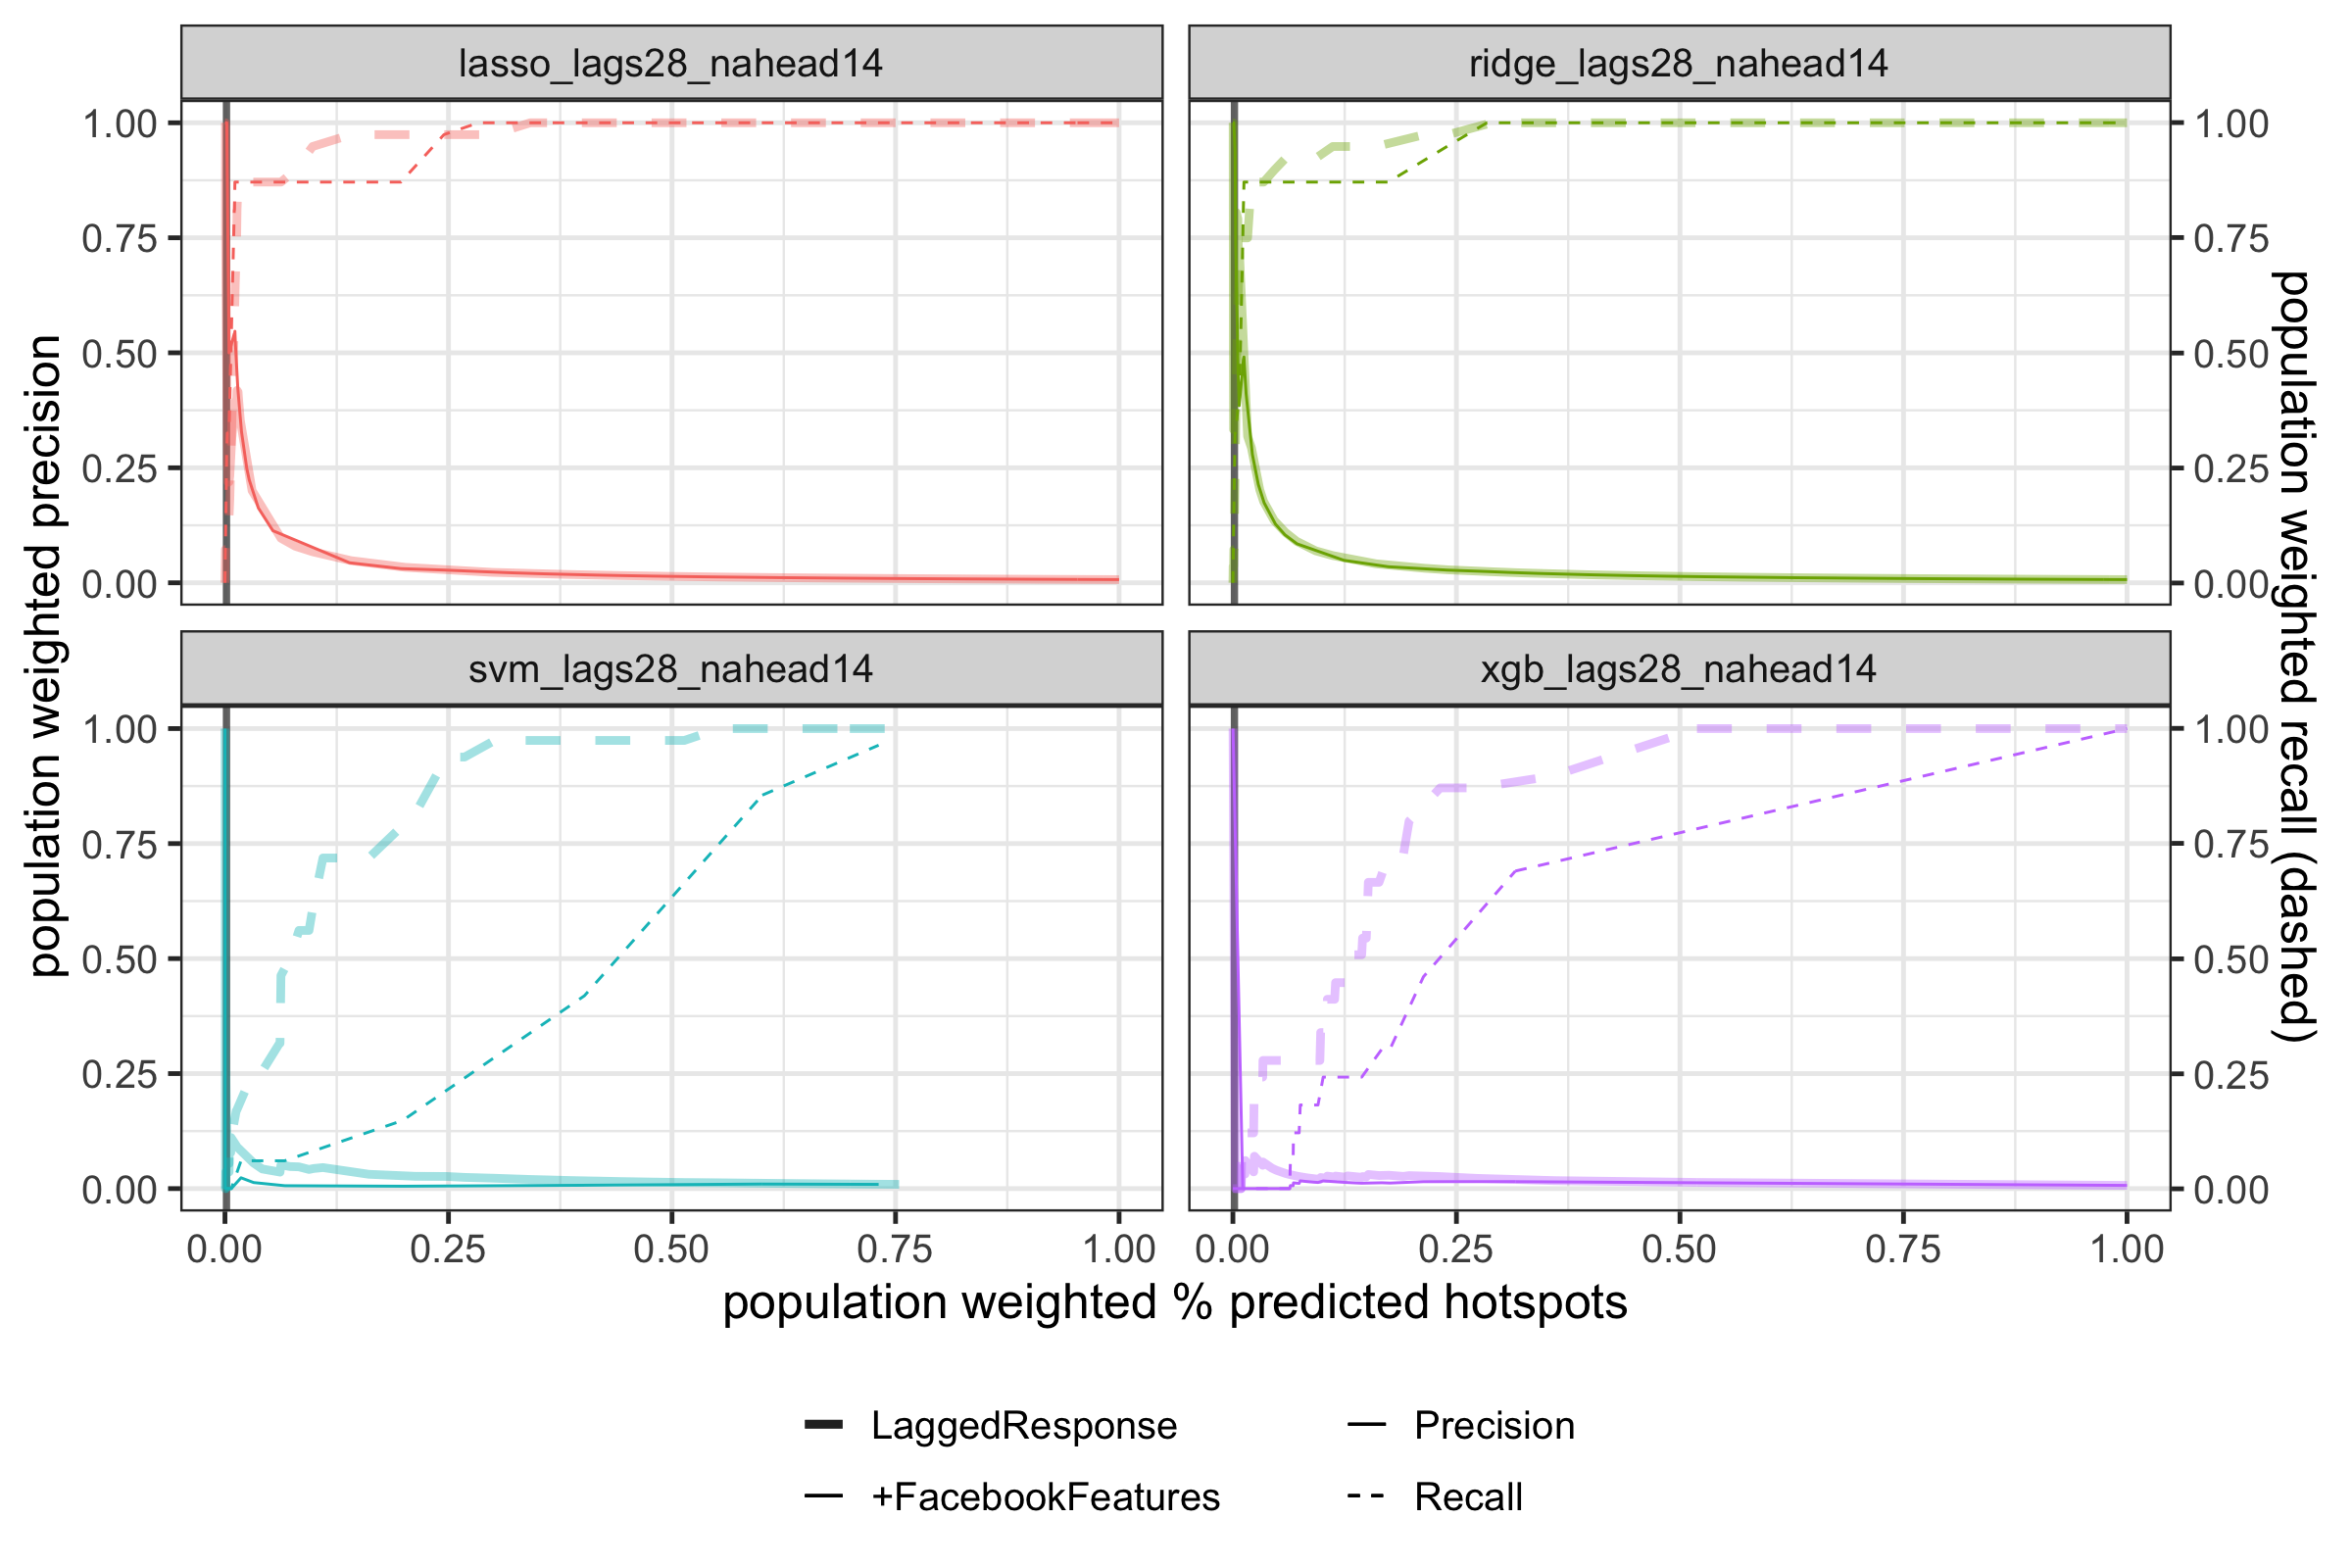 lasso_lags28_nahead14
ridge_lags28_nahead14
1.00
0.75
0.50
0.25
0.00
1.00
0.75
0.50
0.25
0.00
svm_lags28_nahead14
xgb_lags28_nahead14
1.00
0.75
0.50
0.25
0.00
1.00
0.75
0.50
0.25
0.00
0.00 0.25 0.50 0.75 1.00
0.00 0.25 0.50 0.75 1.00
population weighted precision
population weighted recall (dashed)
population weighted % predicted hotspots
LaggedResponse
Precision
+FacebookFeatures
Recall